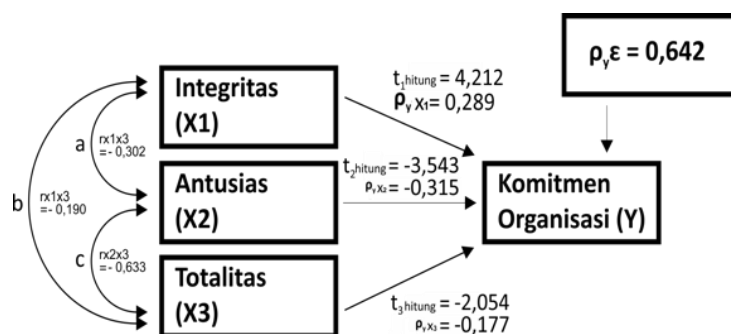 ρyε = 0,642
Integritas
(X1)
t1hitung = 4,212
ρy x1= 0,289
a
rx1x3
=- 0,302
Antusias
(X2)
t2hitung = -3,543
ρy x2= -0,315
Komitmen
Organisasi (Y)
b
rx1x3
=- 0,190
c
rx2x3
=- 0,633
Totalitas
(X3)
t3hitung = -2,054
ρy x3= -0,177